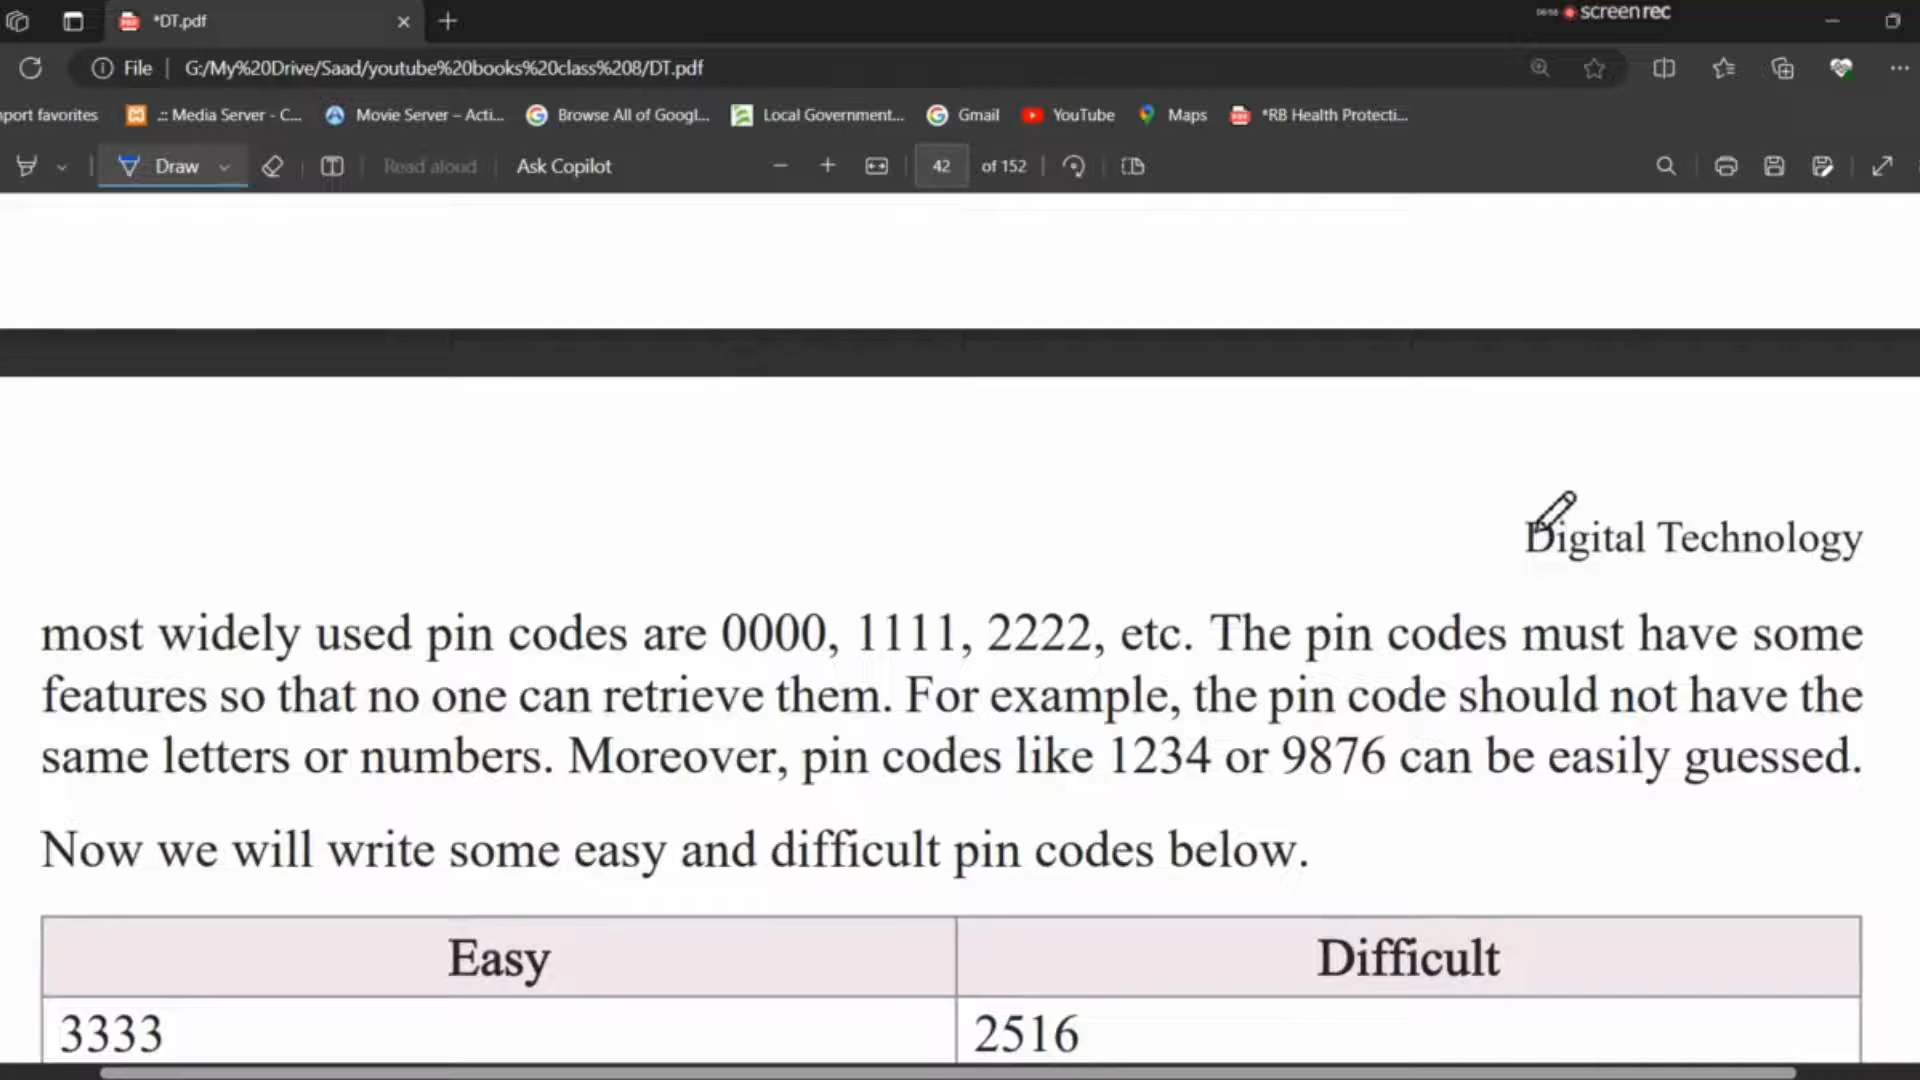 *DT.pdf
screenrec
File G:/My%20Drive/Saad/youtube%20books%20class%208/DT.pdf
port favorites .:: Media Server - C... Movie Server – Acti... Browse All of Googl... Local Government... Gmail YouTube Maps *RB Health Protecti...
Draw Read aloud Ask Copilot 42 of 152
Digital Technology
most widely used pin codes are 0000, 1111, 2222, etc. The pin codes must have some
features so that no one can retrieve them. For example, the pin code should not have the
same letters or numbers. Moreover, pin codes like 1234 or 9876 can be easily guessed.
Now we will write some easy and difficult pin codes below.
Easy Difficult
3333 2516